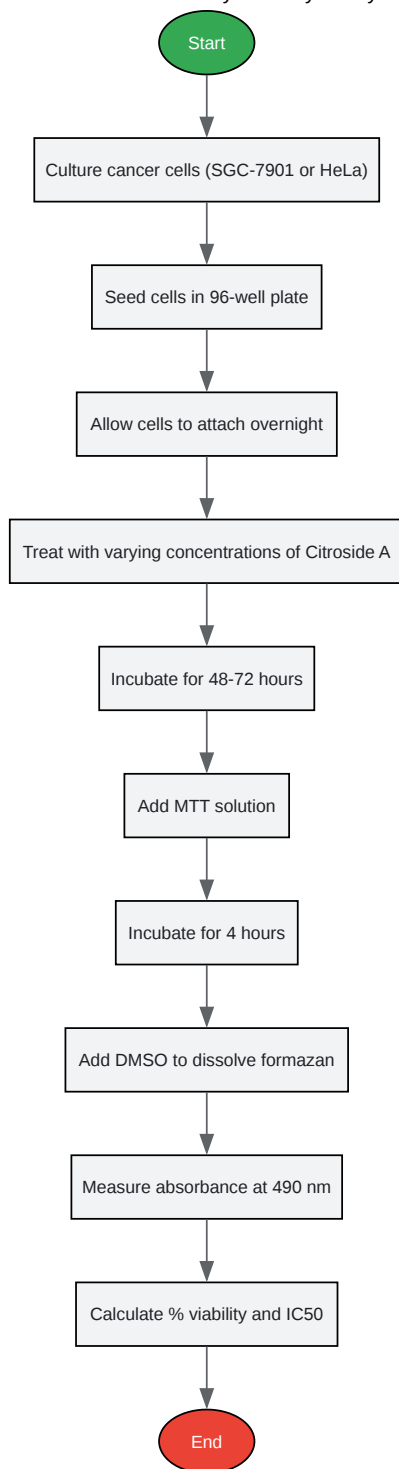 Start
Culture cancer cells (SGC-7901 or HeLa)
Seed cells in 96-well plate
Allow cells to attach overnight
Treat with varying concentrations of Citroside A
Incubate for 48-72 hours
Add MTT solution
Incubate for 4 hours
Add DMSO to dissolve formazan
Measure absorbance at 490 nm
Calculate % viability and IC50
End